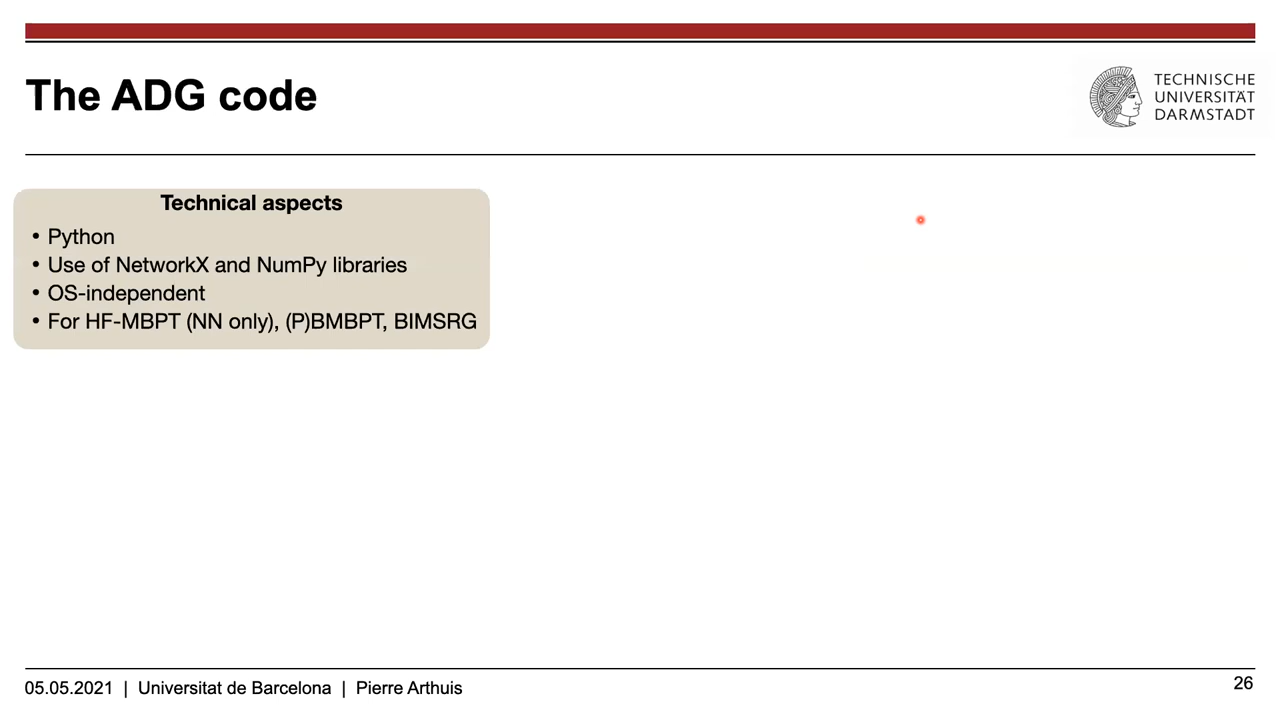 The ADG code
TECHNISCHE
UNIVERSITÄT
DARMSTADT
Technical aspects
• Python
• Use of NetworkX and NumPy libraries
• OS-independent
• For HF-MBPT (NN only), (P)BMBPT, BIMSRG
05.05.2021 | Universitat de Barcelona | Pierre Arthuis
26